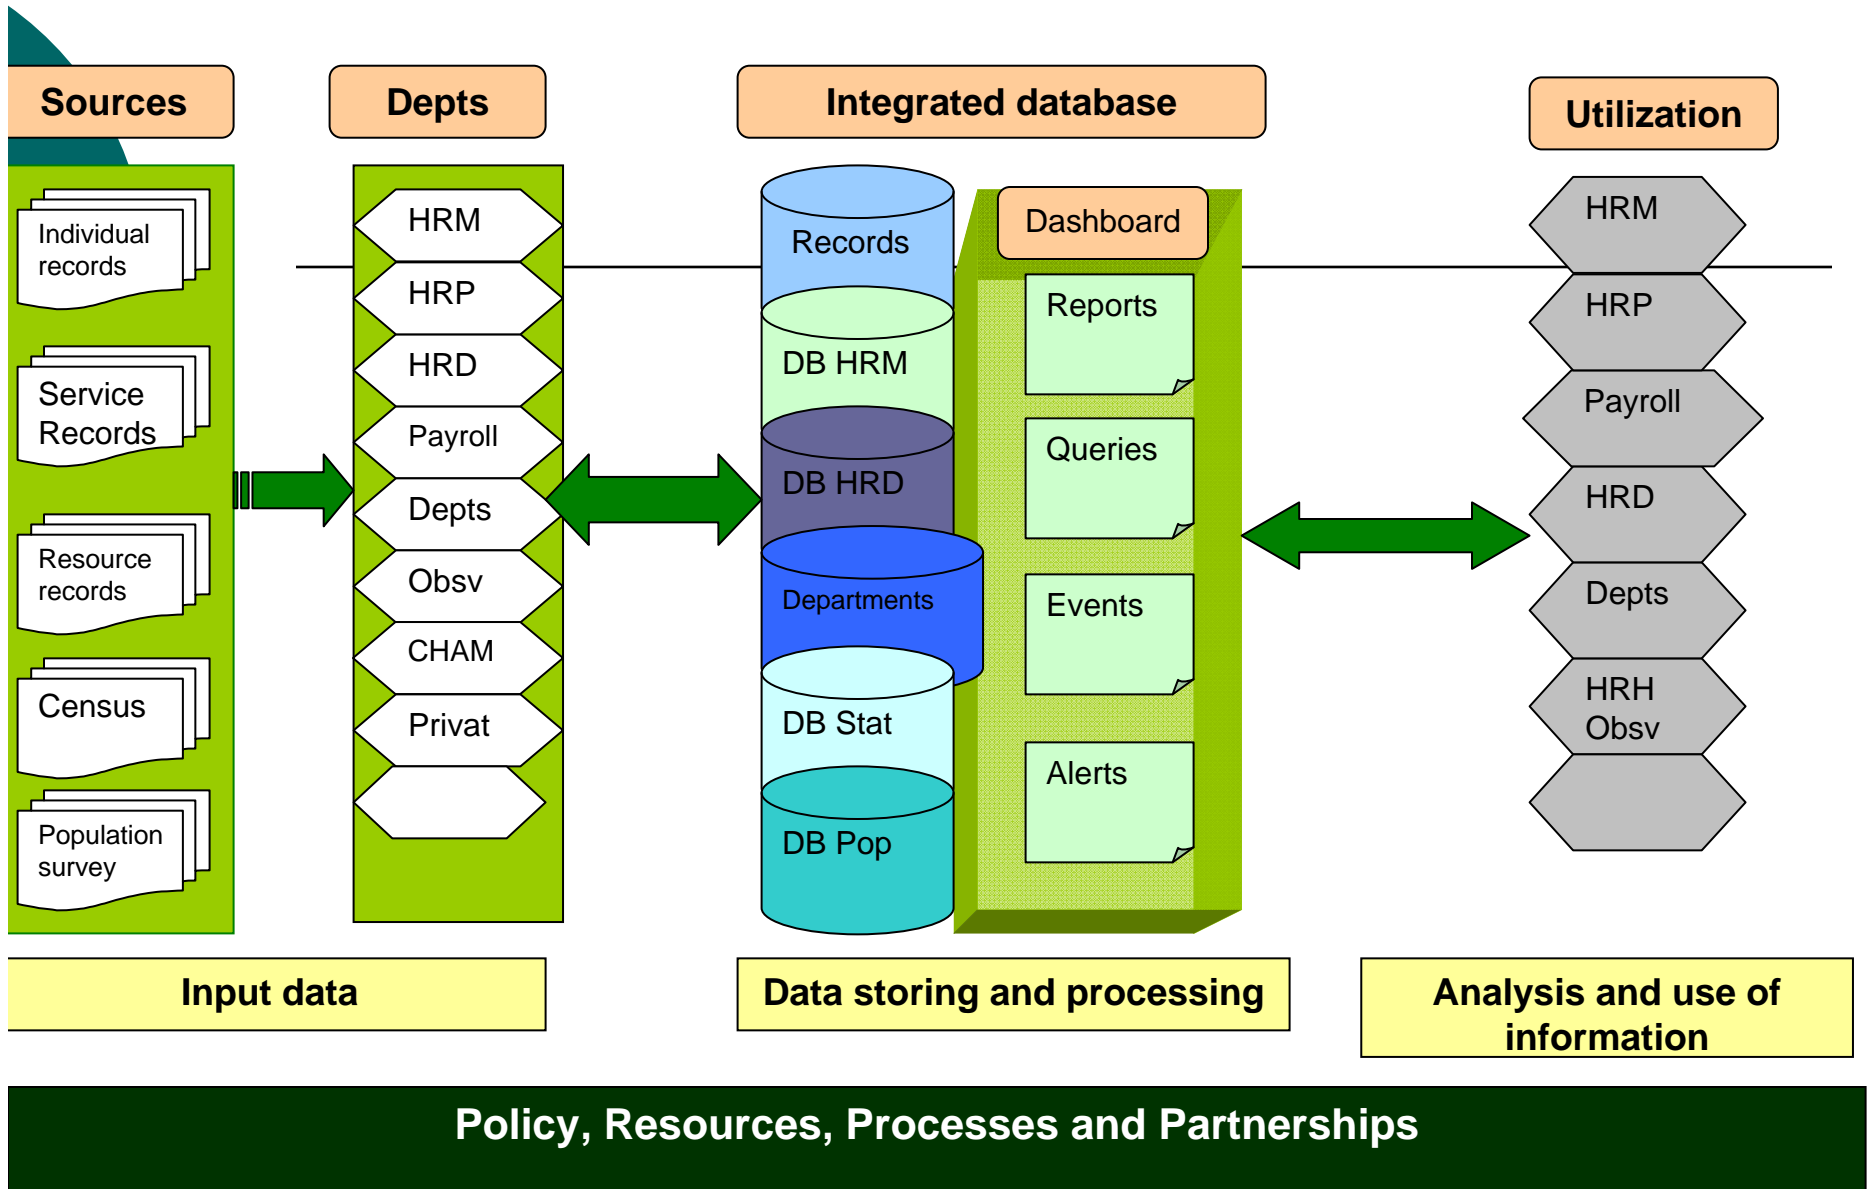 Sources
Depts
Integrated database
Utilization
Individual
records
Service
Records
Resource
records
Census
Population
survey
HRM
HRP
HRD
Payroll
Depts
Obsv
CHAM
Privat
Records
DB HRM
DB HRD
Departments
DB Stat
DB Pop
Dashboard
Reports
Queries
Events
Alerts
HRM
HRP
Payroll
HRD
Depts
HRH
Obsv
Input data
Data storing and processing
Analysis and use of
information
Policy, Resources, Processes and Partnerships